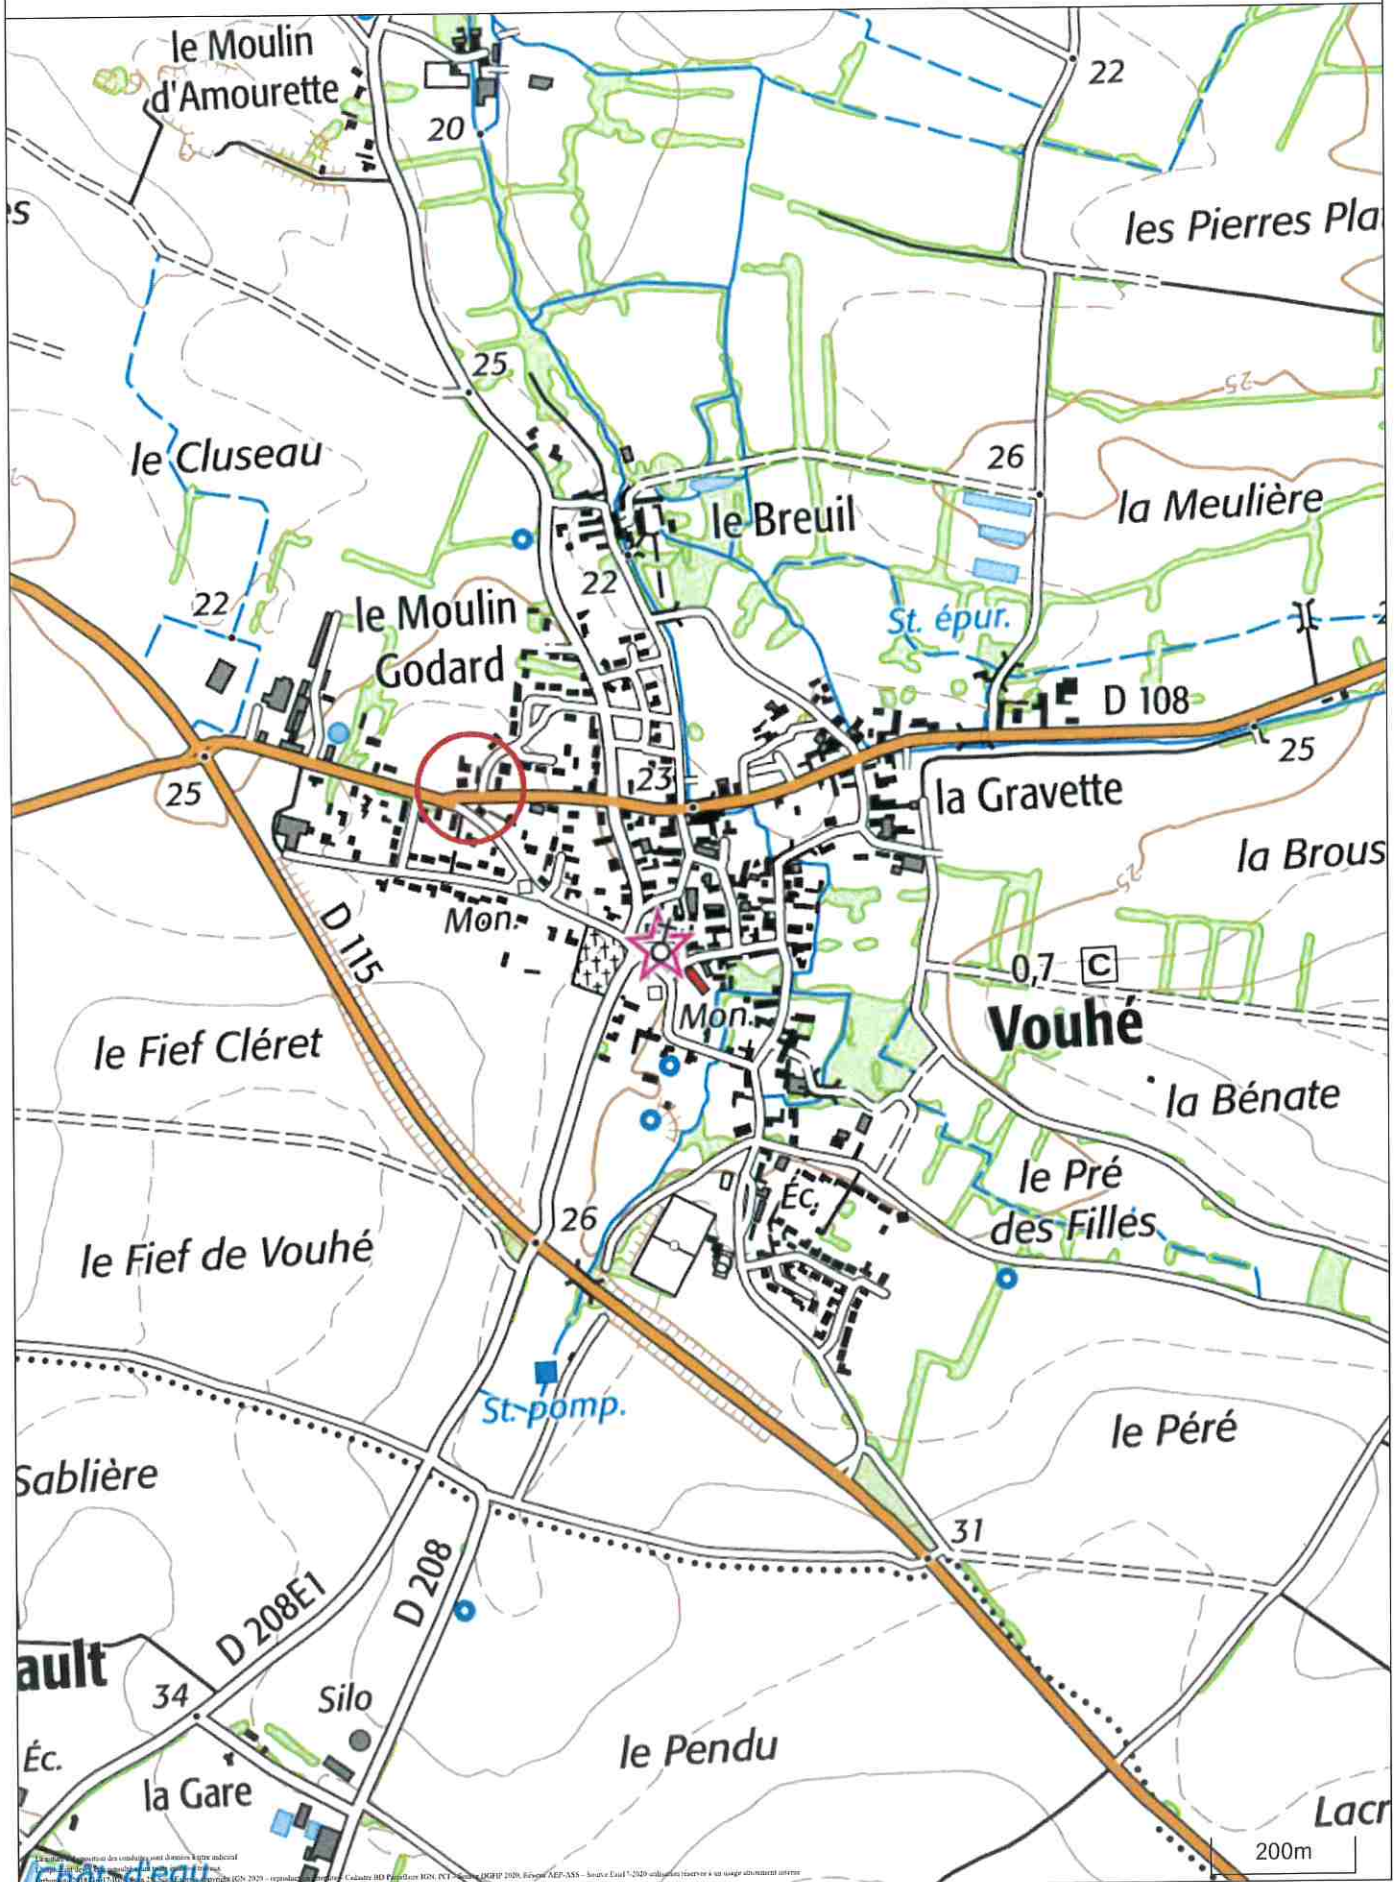 le Moulin
d'Amourette
20
22
les Pierres Pla
25
25
le Cluseau
26
la Meulière
le Breuil
22
22
le Moulin
Godard
St. épur.
D 108
25
23
la Gravette
25
la Brous
25
Mon.
D 115
0,7 C
Vouhé
Mon.
le Fief Cléret
la Bénate
le Pré
des Filles
Éc.
26
le Fief de Vouhé
St. pomp.
le Péré
Sablière
31
D 208
D 208E1
ault
34
Silo
le Pendu
Éc.
la Gare
Lacr
200m